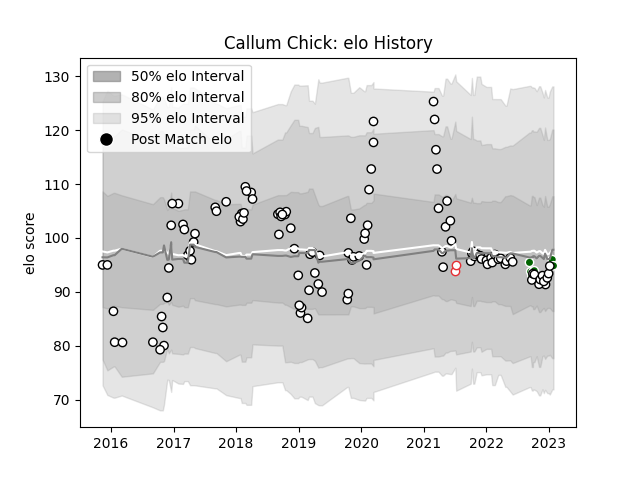 Callum Chick: elo History
50% elo Interval
80% elo Interval
95% elo Interval
Post Match elo
elo score
130
120
110
100
90
80
70
2016 2017 2018 2019 2020 2021 2022 2023